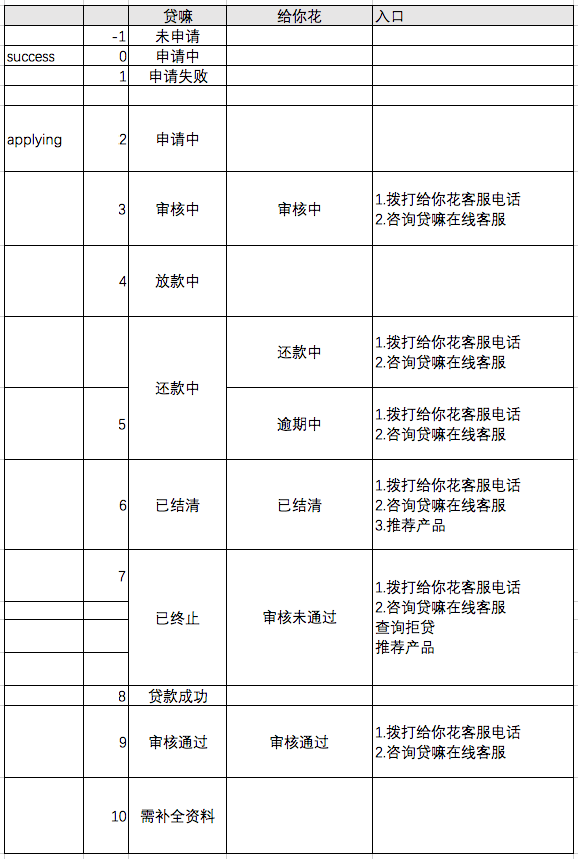 贷嘛 给你花 入口
-1 未申请
success 0 申请中
1 申请失败
applying 2 申请中
3 审核中 审核中 1.拨打给你花客服电话
2.咨询贷嘛在线客服
4 放款中
还款中 还款中 1.拨打给你花客服电话
2.咨询贷嘛在线客服
5 逾期中 1.拨打给你花客服电话
2.咨询贷嘛在线客服
6 已结清 已结清 1.拨打给你花客服电话
2.咨询贷嘛在线客服
3.推荐产品
7 已终止 审核未通过 1.拨打给你花客服电话
2.咨询贷嘛在线客服
查询拒贷
推荐产品
8 贷款成功
9 审核通过 审核通过 1.拨打给你花客服电话
2.咨询贷嘛在线客服
10 需补全资料